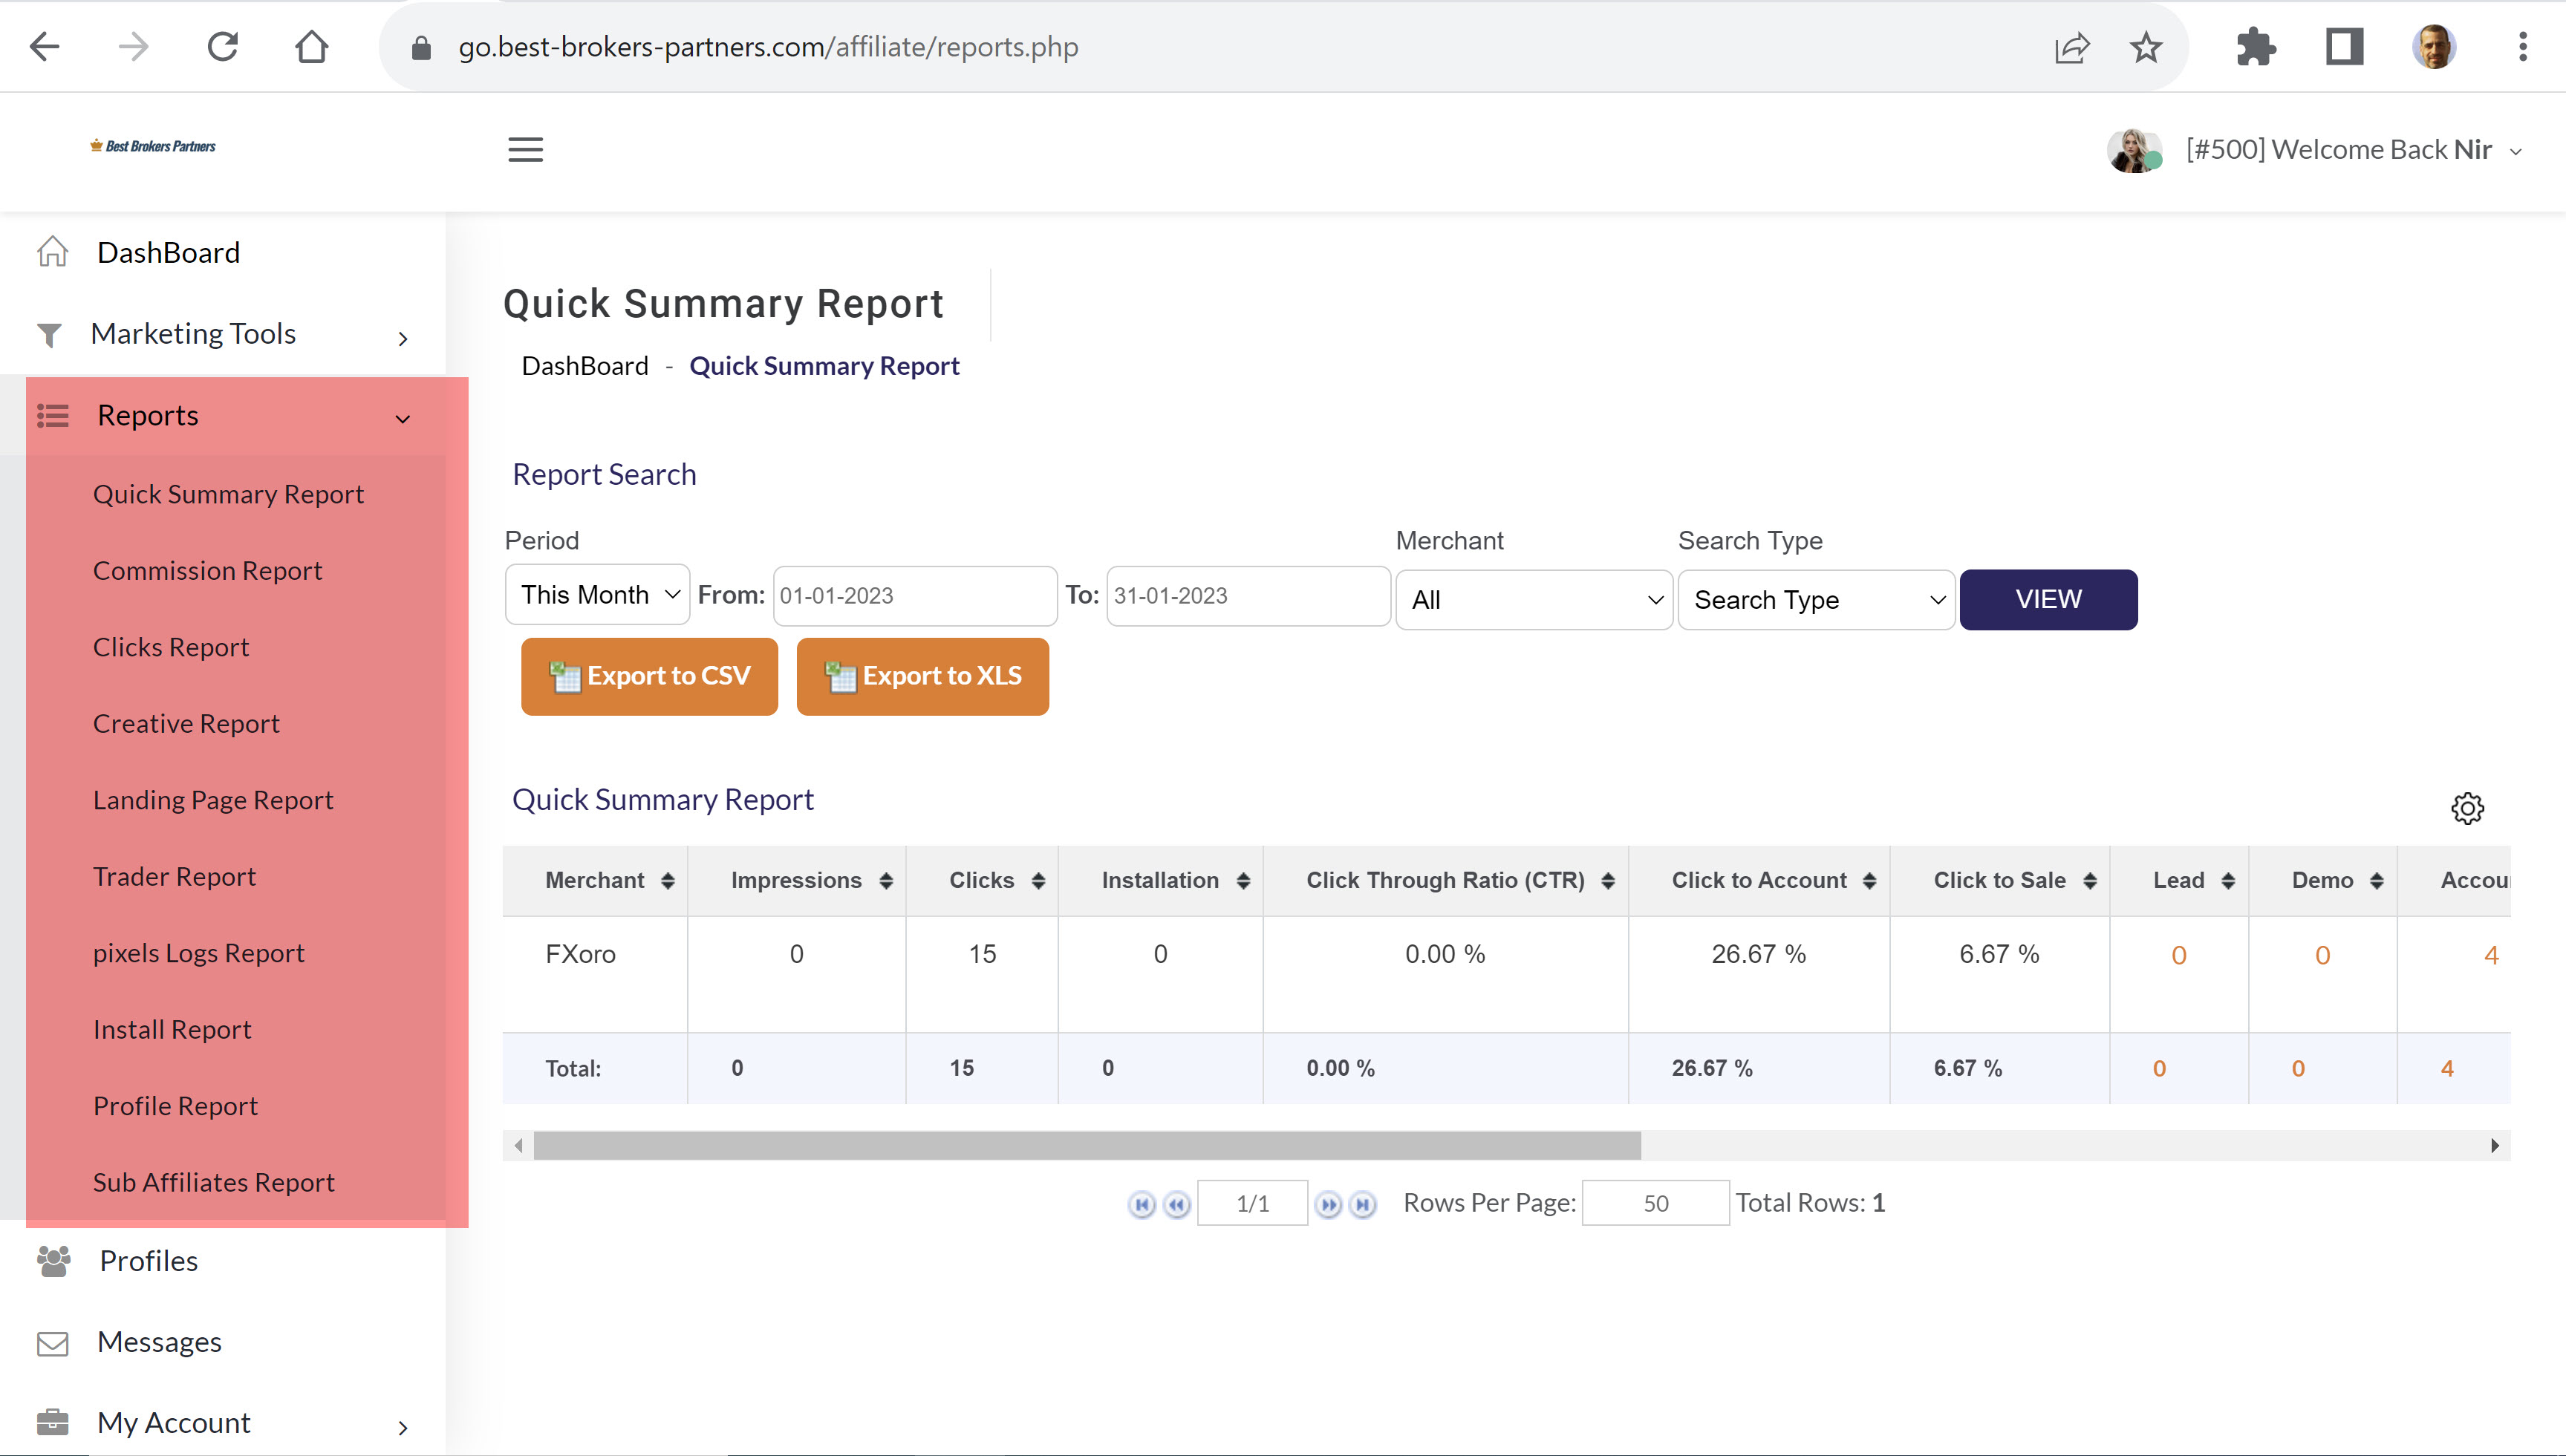 go.best-brokers-partners.com/affiliate/reports.php
Best Brokers Partners
[#500] Welcome Back Nir
DashBoard
Marketing Tools
Reports
Quick Summary Report
Commission Report
Clicks Report
Creative Report
Landing Page Report
Trader Report
pixels Logs Report
Install Report
Profile Report
Sub Affiliates Report
Profiles
Messages
My Account
Quick Summary Report
DashBoard - Quick Summary Report
Report Search
Period Merchant Search Type
This Month From: 01-01-2023 To: 31-01-2023 All Search Type VIEW
Export to CSV Export to XLS
Quick Summary Report
Merchant Impressions Clicks Installation Click Through Ratio (CTR) Click to Account Click to Sale Lead Demo Accou
FXoro 0 15 0 0.00 % 26.67 % 6.67 % 0 0 4
Total: 0 15 0 0.00 % 26.67 % 6.67 % 0 0 4
1/1 Rows Per Page: 50 Total Rows: 1